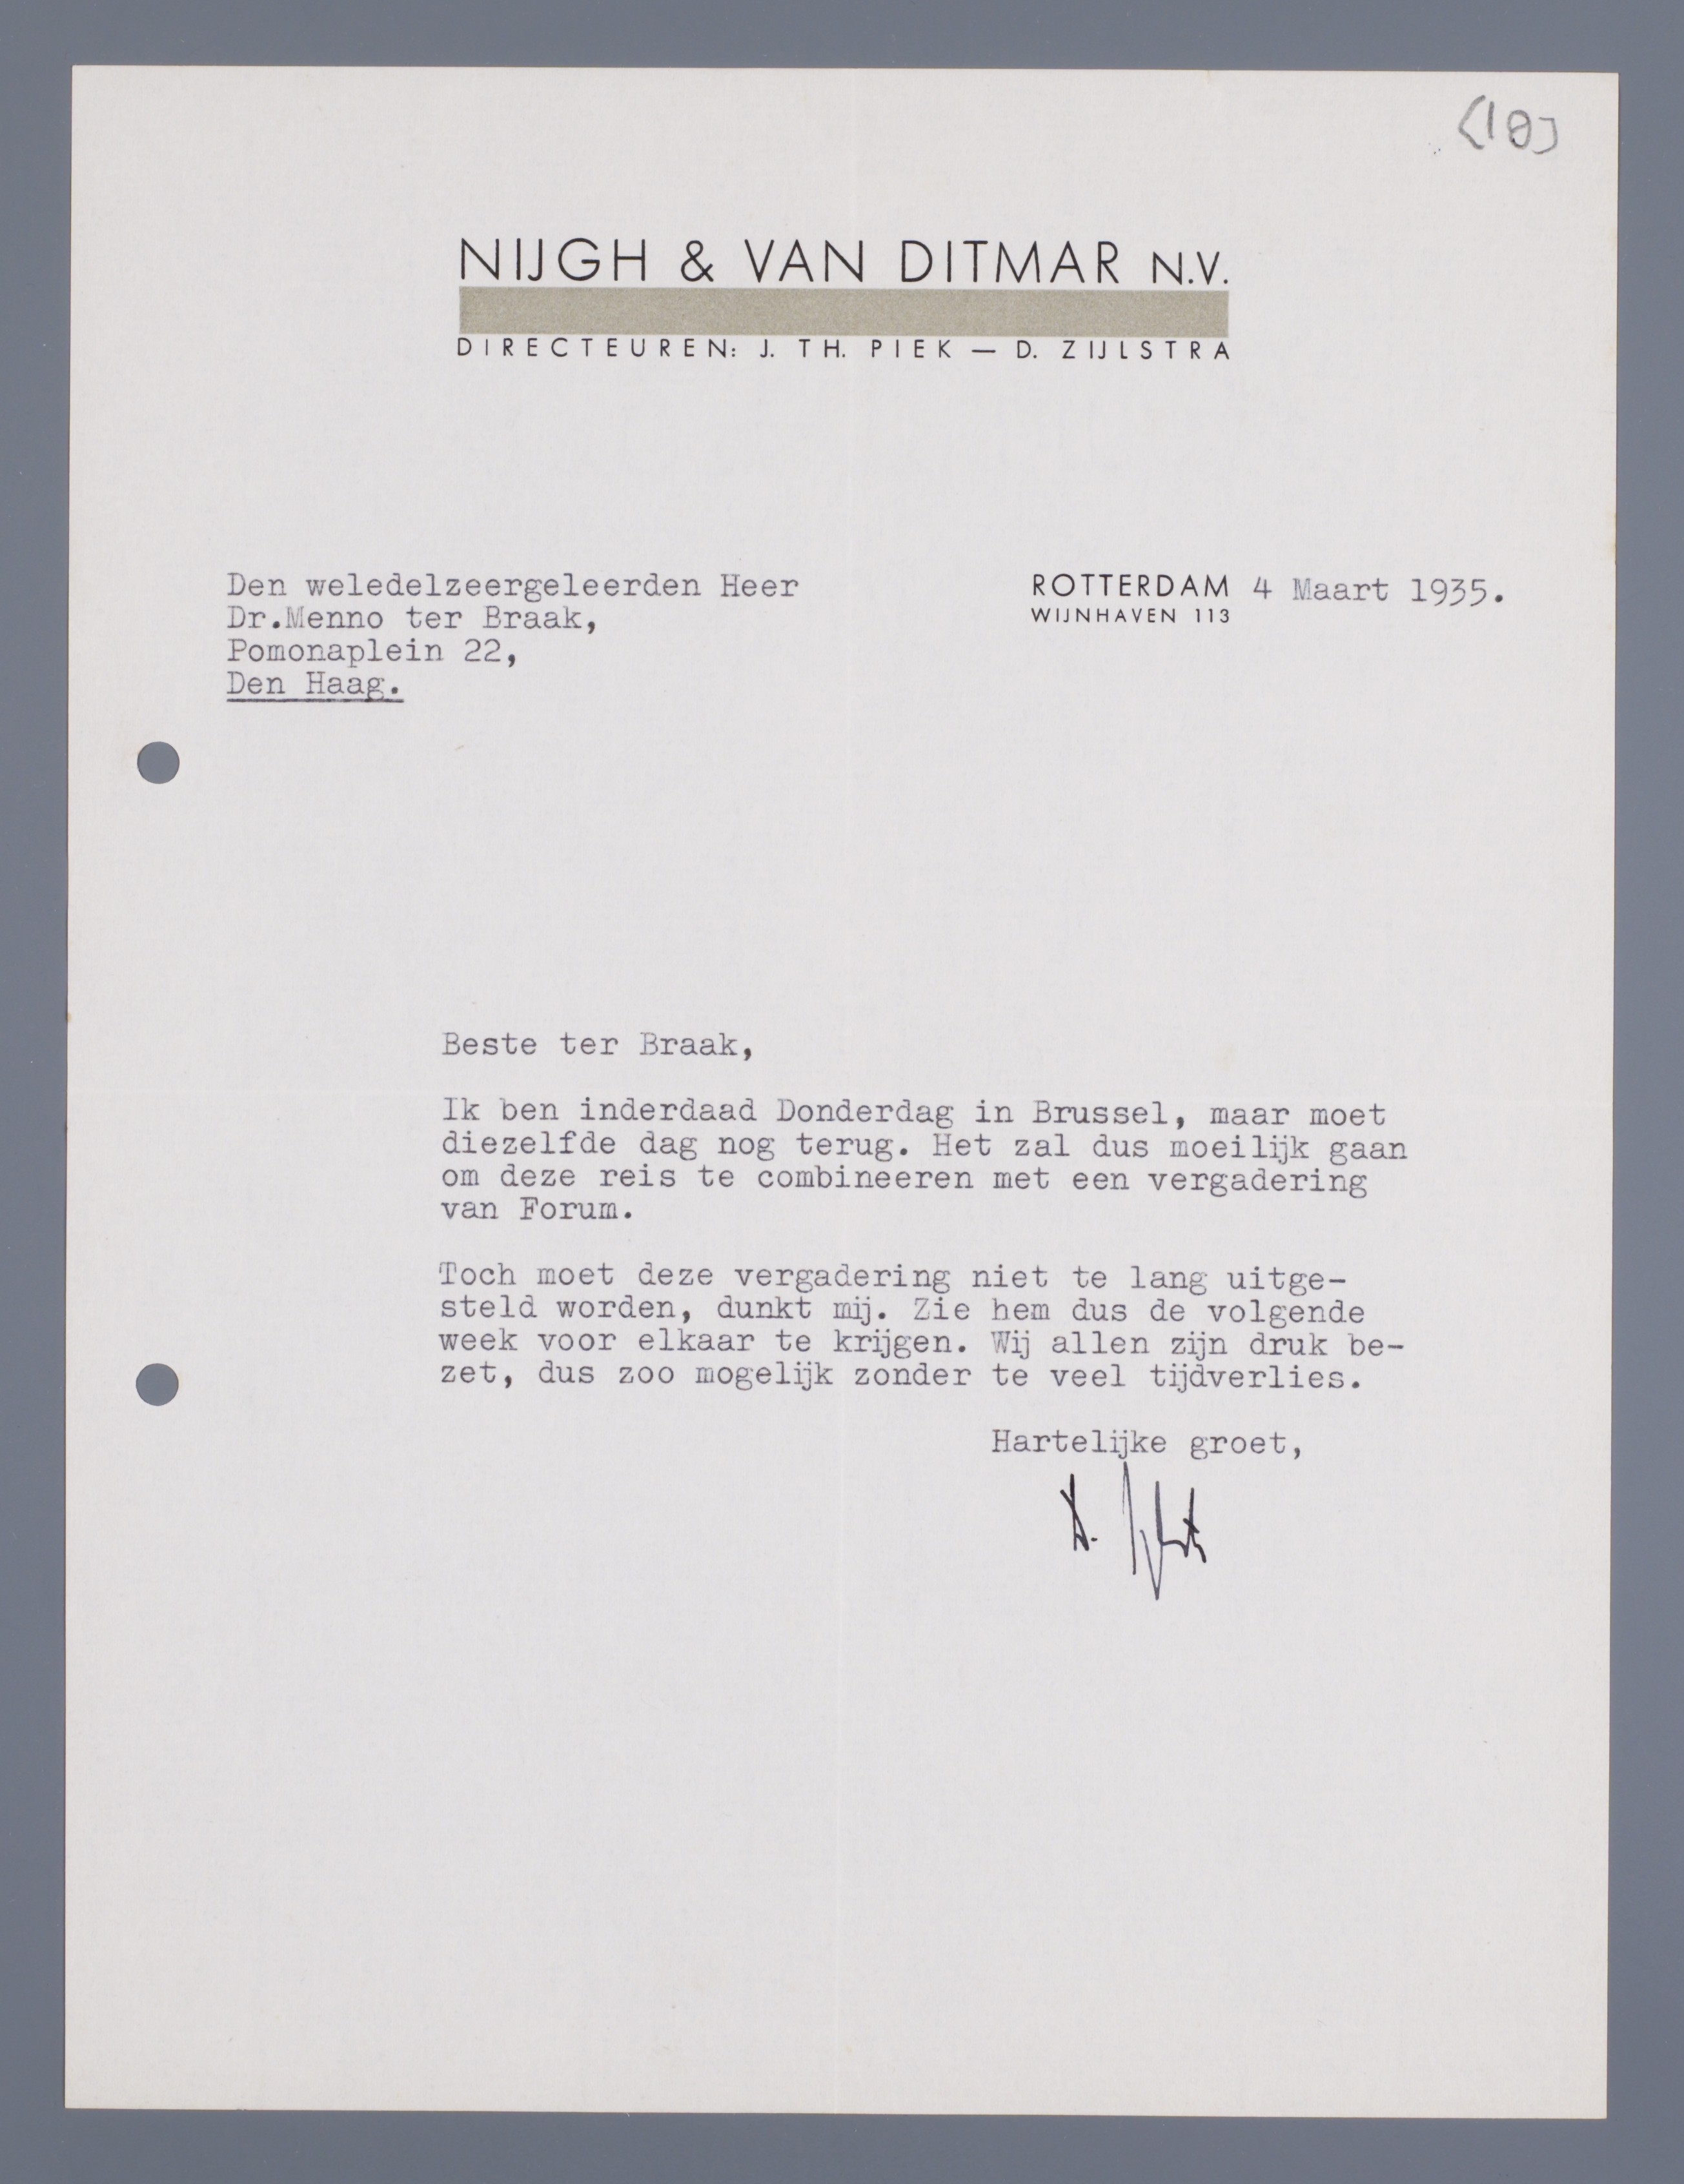 [10]
NIJGH & VAN DITMAR N.V.
DIRECTEUREN: J. TH. PIEK — D. ZIJLSTRA
Den weledelzeergeleerden Heer
Dr.Menno ter Braak,
Pomonaplein 22,
Den Haag.
ROTTERDAM 4 Maart 1935.
WIJNHAVEN 113
Beste ter Braak,
Ik ben inderdaad Donderdag in Brussel, maar moet
diezelfde dag nog terug. Het zal dus moeilijk gaan
om deze reis te combineeren met een vergadering
van Forum.
Toch moet deze vergadering niet te lang uitge-
steld worden, dunkt mij. Zie hem dus de volgende
week voor elkaar te krijgen. Wij allen zijn druk be-
zet, dus zoo mogelijk zonder te veel tijdverlies.
Hartelijke groet,
D. Zijlstra